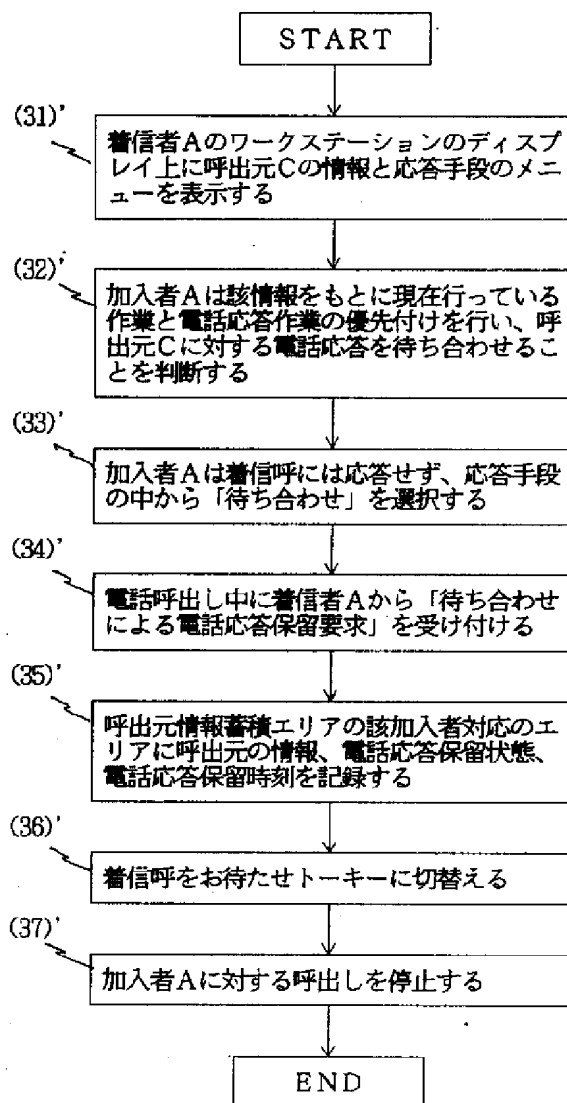 START
(31)'
着信者Aのワークステーションのディスプ
レイ上に呼出元Cの情報と応答手段のメニ
ューを表示する
(32)'
加入者Aは該情報をもとに現在行っている
作業と電話応答作業の優先付けを行い、呼
出元Cに対する電話応答を待ち合わせるこ
とを判断する
(33)'
加入者Aは着信呼には応答せず、応答手段
の中から「待ち合わせ」を選択する
(34)'
電話呼出し中に着信者Aから「待ち合わせ
による電話応答保留要求」を受け付ける
(35)'
呼出元情報蓄積エリアの該加入者対応のエ
リアに呼出元の情報、電話応答保留状態、
電話応答保留時刻を記録する
(36)'
着信呼をお待たせトーキーに切替える
(37)'
加入者Aに対する呼出しを停止する
END